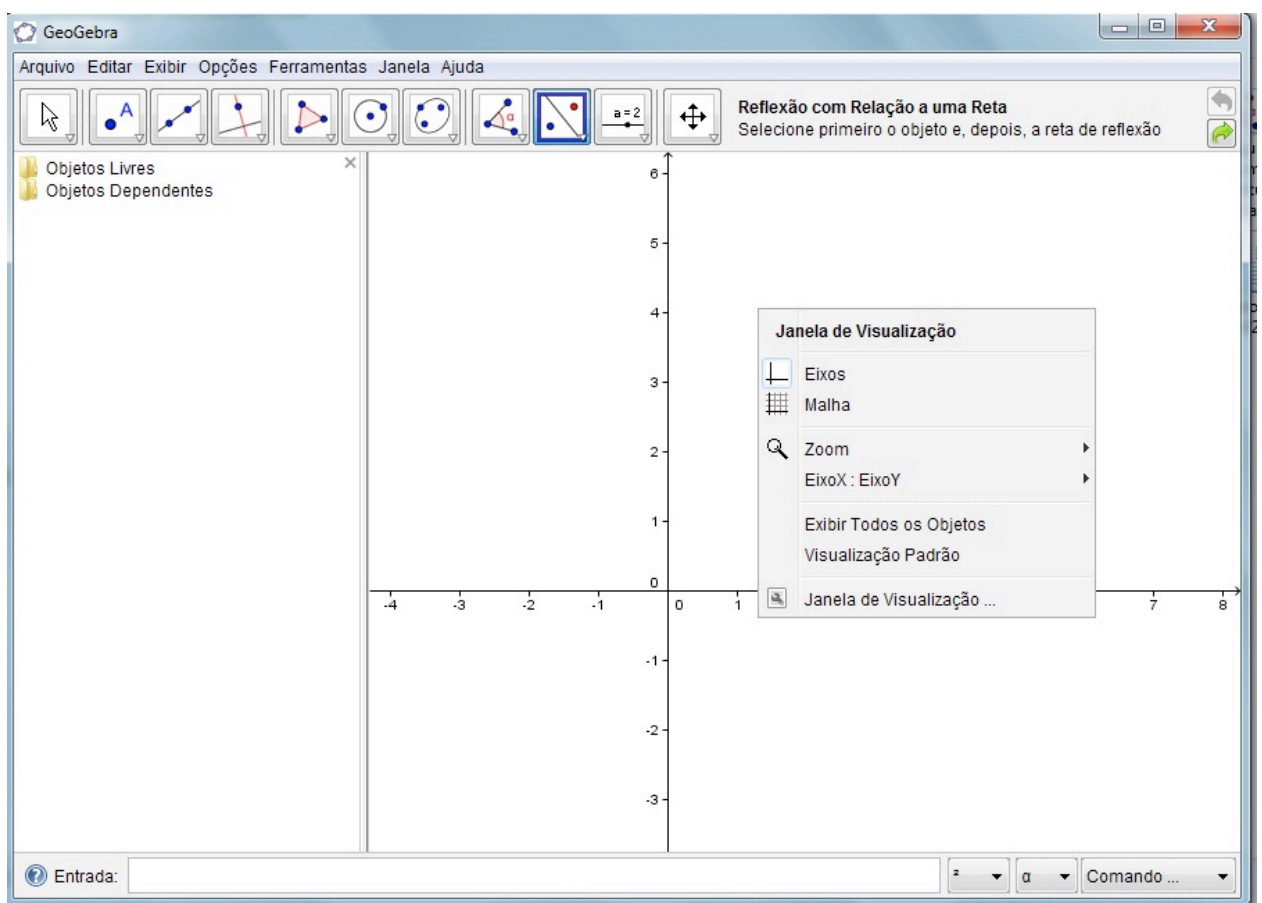 GeoGebra
Arquivo Editar Exibir Opções Ferramentas Janela Ajuda
A
α
a = 2
Reflexão com Relação a uma Reta
Selecione primeiro o objeto e, depois, a reta de reflexão
Objetos Livres
Objetos Dependentes
6
5
4
3
2
1
0
-4 -3 -2 -1 0 1 7 8
-1
-2
-3
Janela de Visualização
Eixos
Malha
Zoom
EixoX : EixoY
Exibir Todos os Objetos
Visualização Padrão
Janela de Visualização ...
Entrada: ² α Comando ...